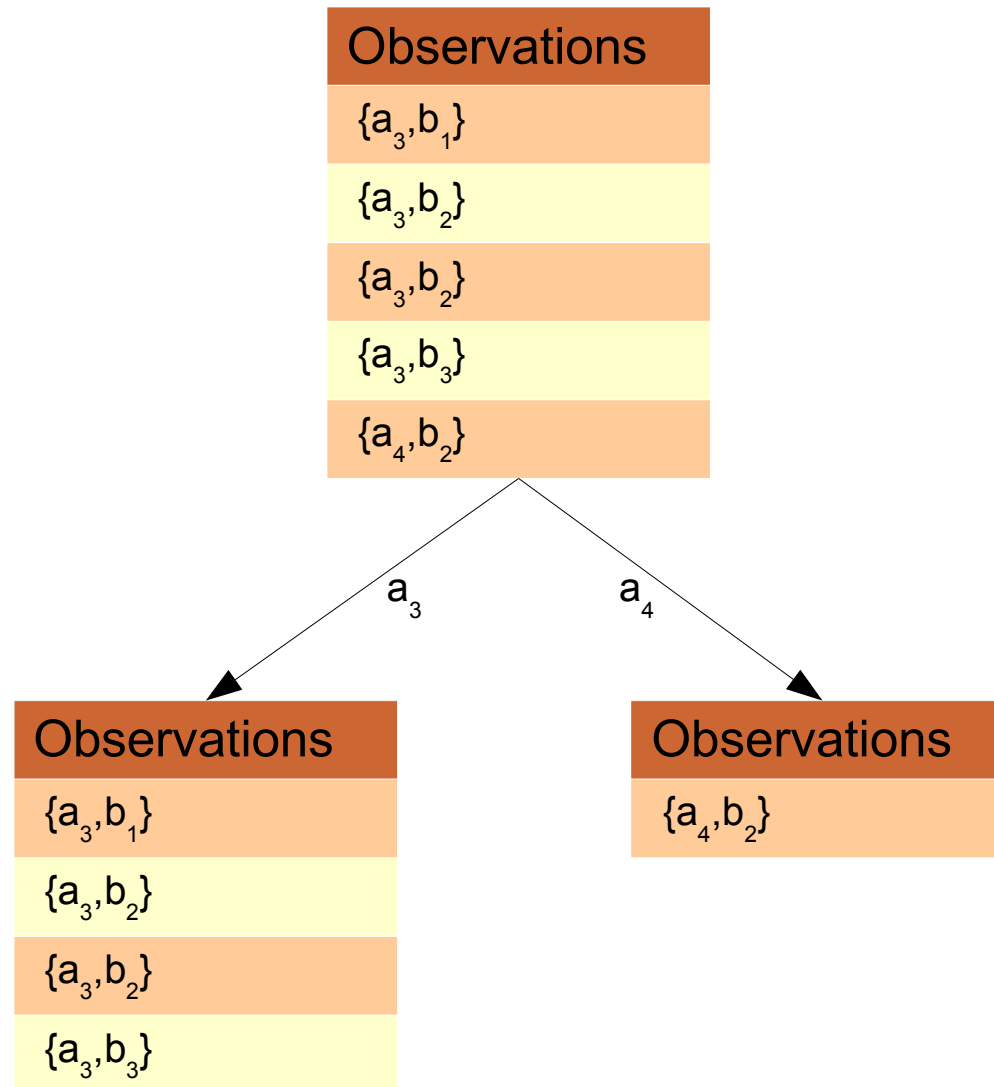 Observations
{a₃,b₁}
{a₃,b₂}
{a₃,b₂}
{a₃,b₃}
{a₄,b₂}
a₃
a₄
Observations
{a₃,b₁}
{a₃,b₂}
{a₃,b₂}
{a₃,b₃}
Observations
{a₄,b₂}